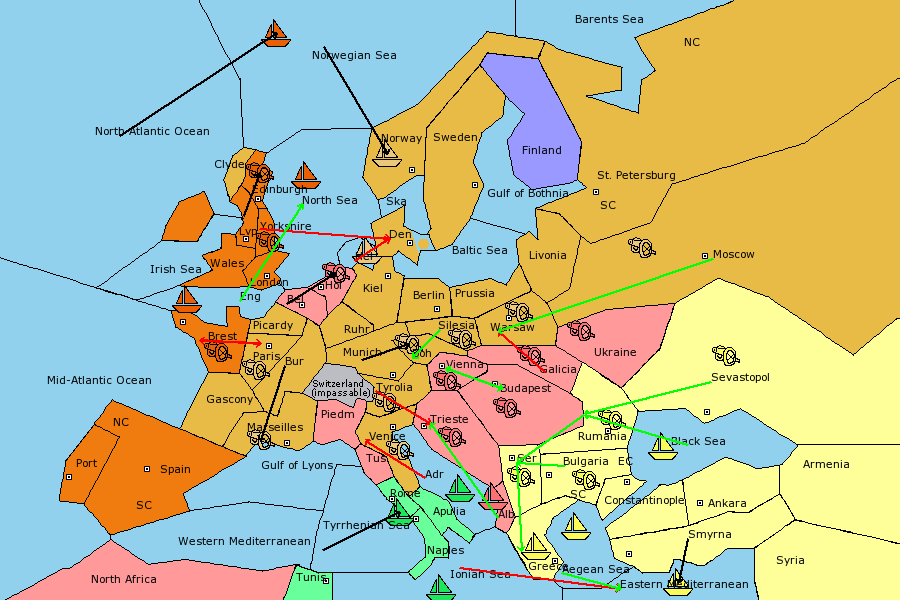 Barents Sea
NC
Norwegian Sea
North Atlantic Ocean
Norway
Sweden
Finland
Clyde
Edinburgh
St. Petersburg
SC
North Sea
Ska
Gulf of Bothnia
Yorkshire
Den
Baltic Sea
Livonia
Moscow
Irish Sea
Wales
London
Eng
Bel
Hol
Kiel
Berlin
Prussia
Picardy
Ruhr
Silesia
Warsaw
Brest
Paris
Bur
Munich
Ukraine
Galicia
Vienna
Mid-Atlantic Ocean
Gascony
Switzerland
(impassable)
Tyrolia
Budapest
Sevastopol
NC
Piedm
Trieste
Marseilles
Venice
Rumania
Black Sea
Port
Spain
Gulf of Lyons
Tus
Adr
Ser
Bulgaria
EC
SC
Armenia
SC
Rome
Apulia
Alb
Constantinople
Ankara
Tyrrhenian Sea
Western Mediterranean
Naples
Smyrna
Syria
North Africa
Tunis
Ionian Sea
Greece
Aegean Sea
Eastern Mediterranean